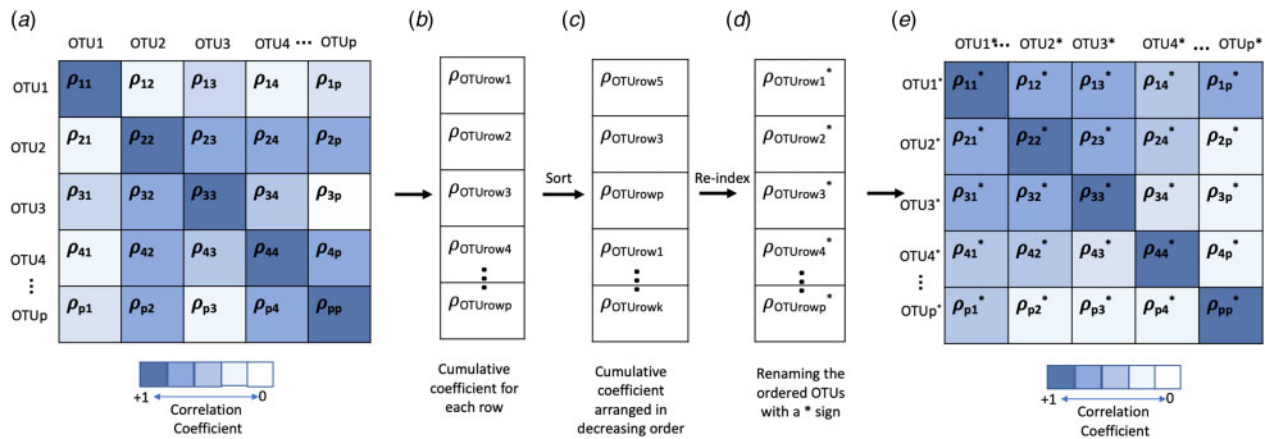 (a) (b) (c) (d) (e)
OTU1 OTU2 OTU3 OTU4 ••• OTUp
OTU1 ρ11 ρ12 ρ13 ρ14 ρ1p
OTU2 ρ21 ρ22 ρ23 ρ24 ρ2p
OTU3 ρ31 ρ32 ρ33 ρ34 ρ3p
OTU4 ρ41 ρ42 ρ43 ρ44 ρ4p
⋮
OTUp ρp1 ρp2 ρp3 ρp4 ρpp
+1 0
Correlation
Coefficient
ρOTUrow1
ρOTUrow2
ρOTUrow3
ρOTUrow4
⋮
ρOTUrowp
Cumulative
coefficient for
each row
Sort
ρOTUrow5
ρOTUrow3
ρOTUrowp
ρOTUrow1
⋮
ρOTUrowk
Cumulative
coefficient
arranged in
decreasing order
Re-index
ρOTUrow1*
ρOTUrow2*
ρOTUrow3*
ρOTUrow4*
⋮
ρOTUrowp*
Renaming the
ordered OTUs
with a * sign
OTU1*••• OTU2* OTU3* OTU4* ... OTUp*
OTU1* ρ11* ρ12* ρ13* ρ14* ρ1p*
OTU2* ρ21* ρ22* ρ23* ρ24* ρ2p*
OTU3* ρ31* ρ32* ρ33* ρ34* ρ3p*
OTU4* ρ41* ρ42* ρ43* ρ44* ρ4p*
⋮
OTUp* ρp1* ρp2* ρp3* ρp4* ρpp*
+1 0
Correlation
Coefficient